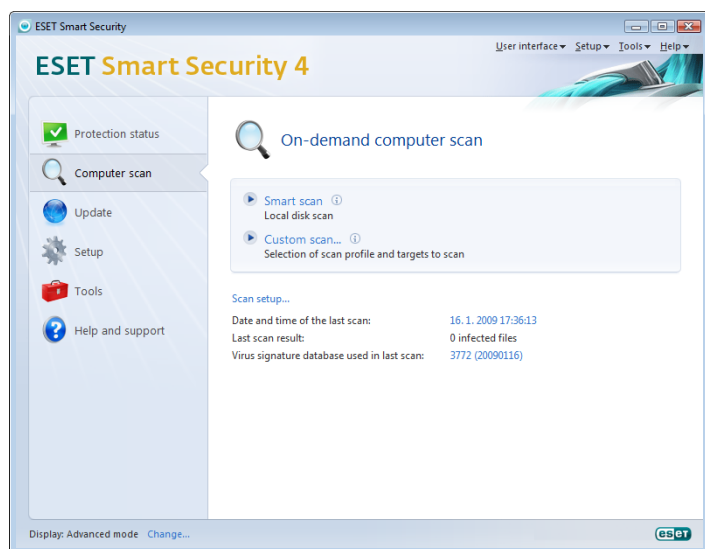 ESET Smart Security
User interface Setup Tools Help
ESET Smart Security 4
Protection status
Computer scan
Update
Setup
Tools
Help and support
On-demand computer scan
Smart scan
Local disk scan
Custom scan...
Selection of scan profile and targets to scan
Scan setup...
Date and time of the last scan: 16. 1. 2009 17:36:13
Last scan result: 0 infected files
Virus signature database used in last scan: 3772 (20090116)
Display: Advanced mode Change...
eseT